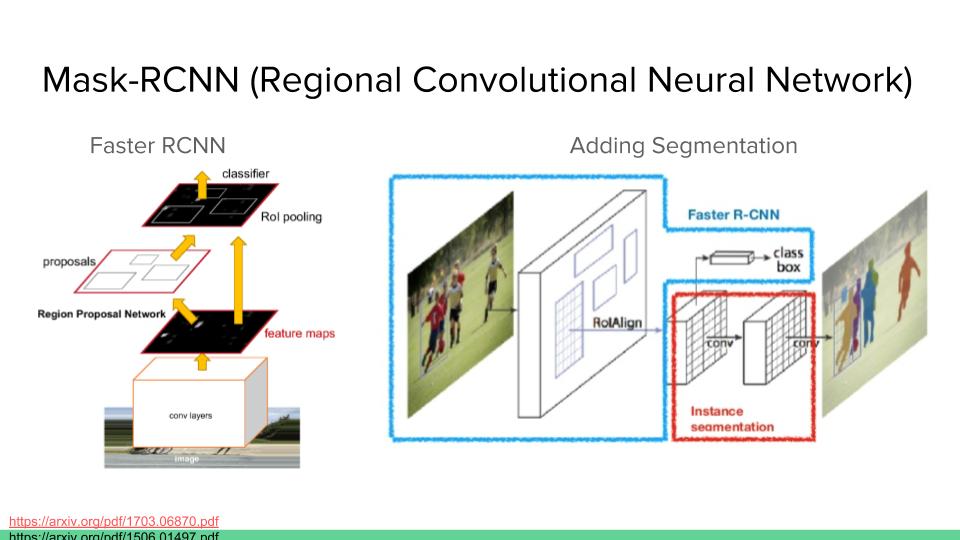 Mask-RCNN (Regional Convolutional Neural Network)
Faster RCNN
classifier
RoI pooling
proposals
Region Proposal Network
feature maps
conv layers
image
Adding Segmentation
Faster R-CNN
class
box
RoIAlign
conv
conv
Instance
segmentation
https://arxiv.org/pdf/1703.06870.pdf
https://arxiv.org/pdf/1506.01497.pdf